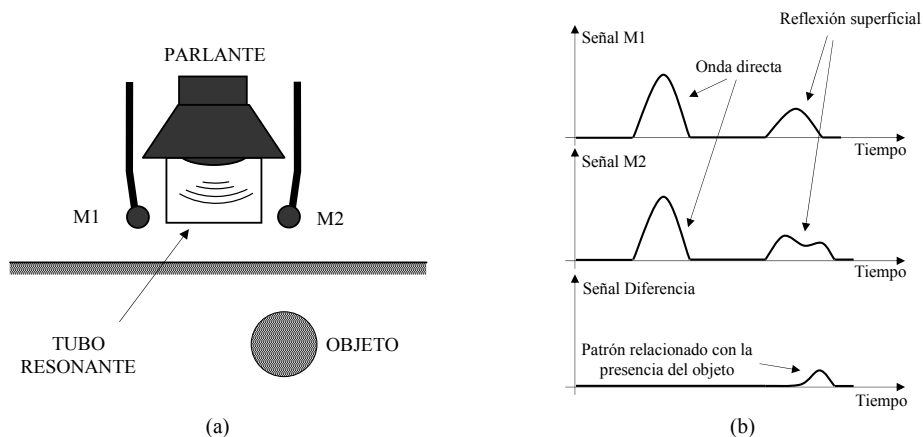 PARLANTE
M1
M2
TUBO
RESONANTE
OBJETO
(a)
Reflexión superficial
Señal M1
Onda directa
Tiempo
Señal M2
Tiempo
Señal Diferencia
Patrón relacionado con la
presencia del objeto
Tiempo
(b)